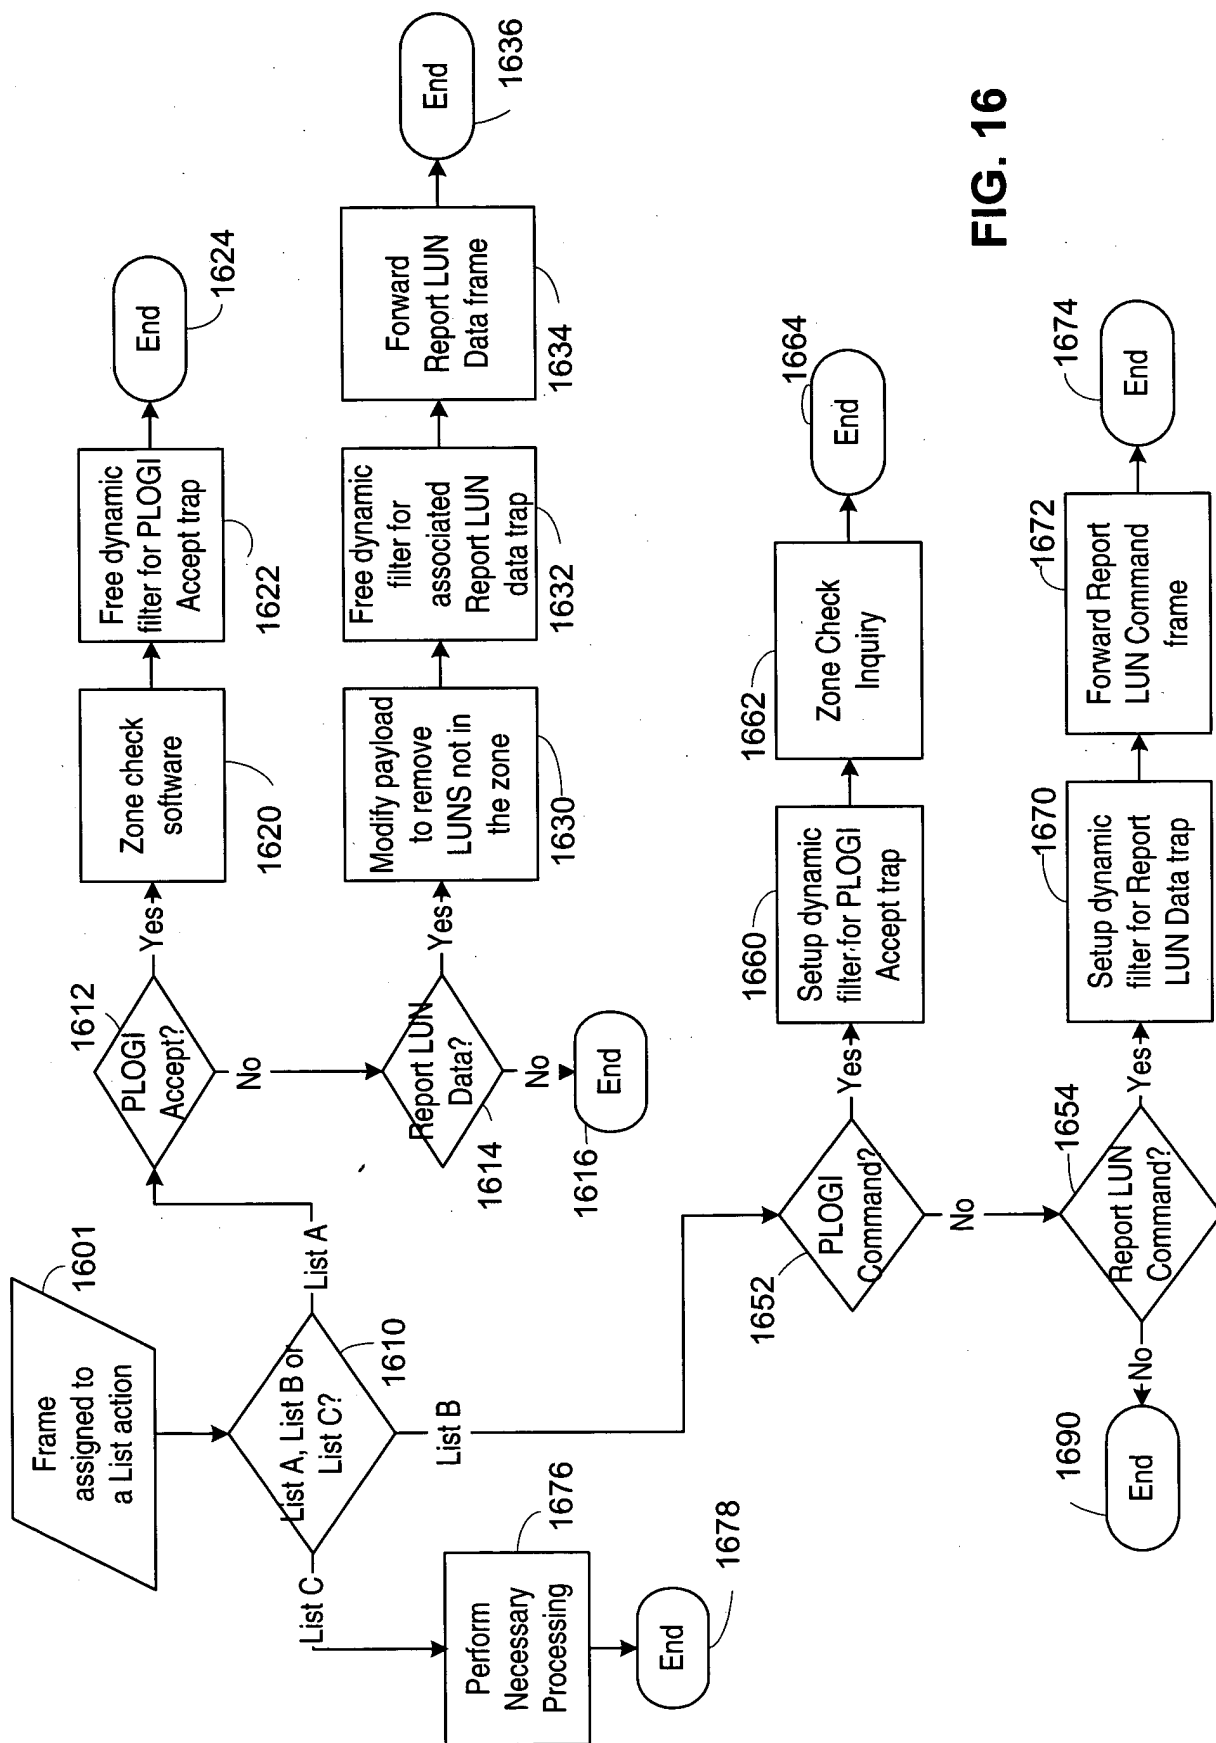 Frame
assigned to
a List action
1601
List A, List B or
List C?
1610
List A
List B
List C
PLOGI
Accept?
1612
Yes
No
Zone check
software
1620
Free dynamic
filter for PLOGI
Accept trap
1622
End
1624
Report LUN
Data?
1614
Yes
No
End
1616
Modify payload
to remove
LUNS not in
the zone
1630
Free dynamic
filter for
associated
Report LUN
data trap
1632
Forward
Report LUN
Data frame
1634
End
1636
Perform
Necessary
Processing
1676
End
1678
PLOGI
Command?
1652
Yes
No
Setup dynamic
filter for PLOGI
Accept trap
1660
Zone Check
Inquiry
1662
End
1664
Report LUN
Command?
1654
Yes
No
End
1690
Setup dynamic
filter for Report
LUN Data trap
1670
Forward Report
LUN Command
frame
1672
End
1674
FIG. 16